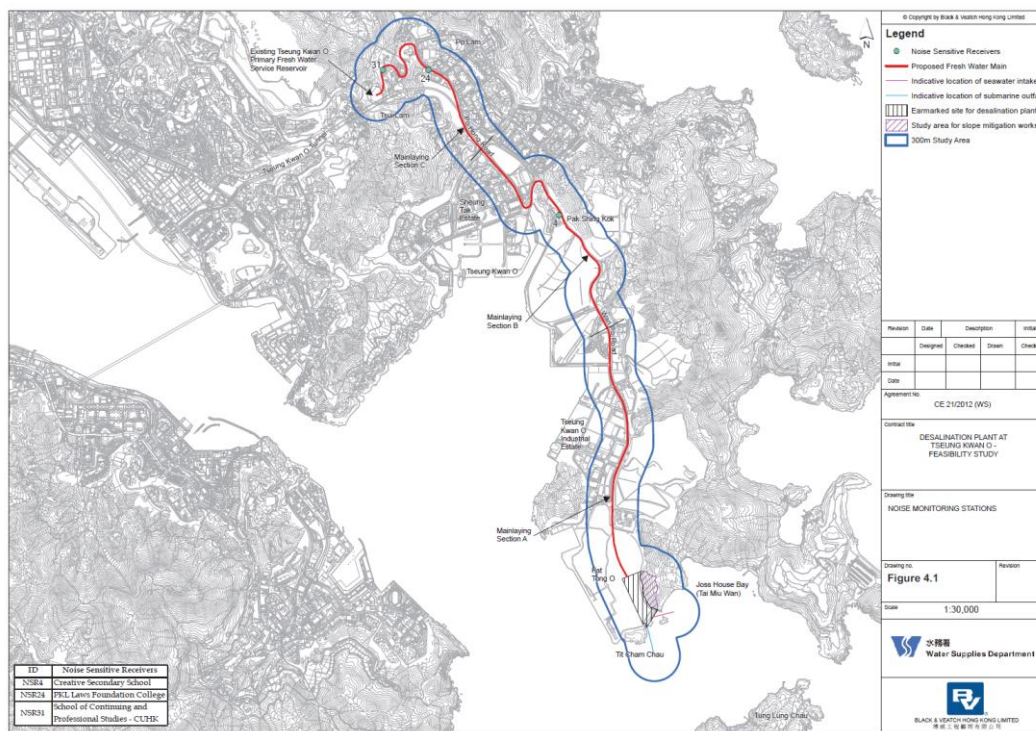 © Copyright by Black & Veatch Hong Kong Limited
Legend
Noise Sensitive Receivers
Proposed Fresh Water Main
Indicative location of seawater intake
Indicative location of submarine outfa
Earmarked site for desalination plant
Study area for slope mitigation works
300m Study Area
N
Existing Tseung Kwan O
Primary Fresh Water
Service Reservoir
31
24
Po Lam
Tsui Lam
Tseung Kwan O
Po Hong Road
Mainlaying
Section C
Sheung
Tak
Estate
4
Pak Shing Kok
Tseung Kwan O
Mainlaying
Section B
Tseung
Kwan O
Industrial
Estate
Mainlaying
Section A
Fat
Tong O
Joss House Bay
(Tai Miu Wan)
Tit Cham Chau
Tung Lung Chau
Revision Date Description Initial
Designed Checked Drawn Check
Initial
Date
Agreement No.
CE 21/2012 (WS)
Contract title
DESALINATION PLANT AT
TSEUNG KWAN O -
FEASIBILITY STUDY
Drawing title
NOISE MONITORING STATIONS
Drawing no. Revision
Figure 4.1
Scale 1:30,000
水務署
Water Supplies Department
BV
BLACK & VEATCH HONG KONG LIMITED
ID Noise Sensitive Receivers
NSR4 Creative Secondary School
NSR24 PKL Laws Foundation College
NSR31 School of Continuing and
Professional Studies - CUHK